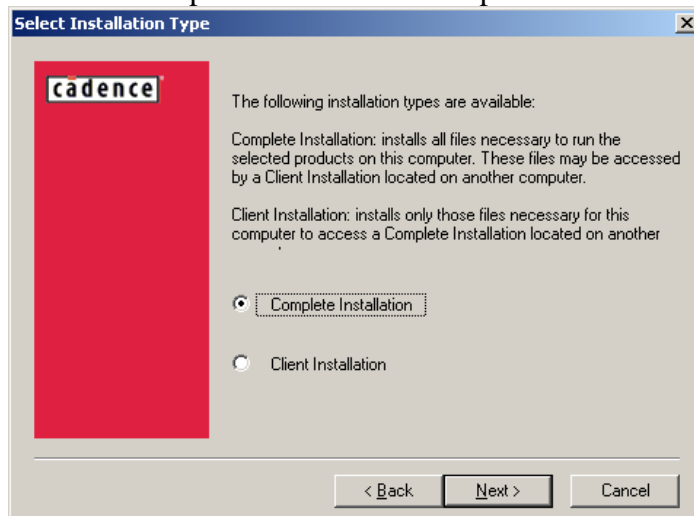 Select Installation Type
cādence
The following installation types are available:
Complete Installation: installs all files necessary to run the
selected products on this computer. These files may be accessed
by a Client Installation located on another computer.
Client Installation: installs only those files necessary for this
computer to access a Complete Installation located on another
Complete Installation
Client Installation
< Back
Next >
Cancel